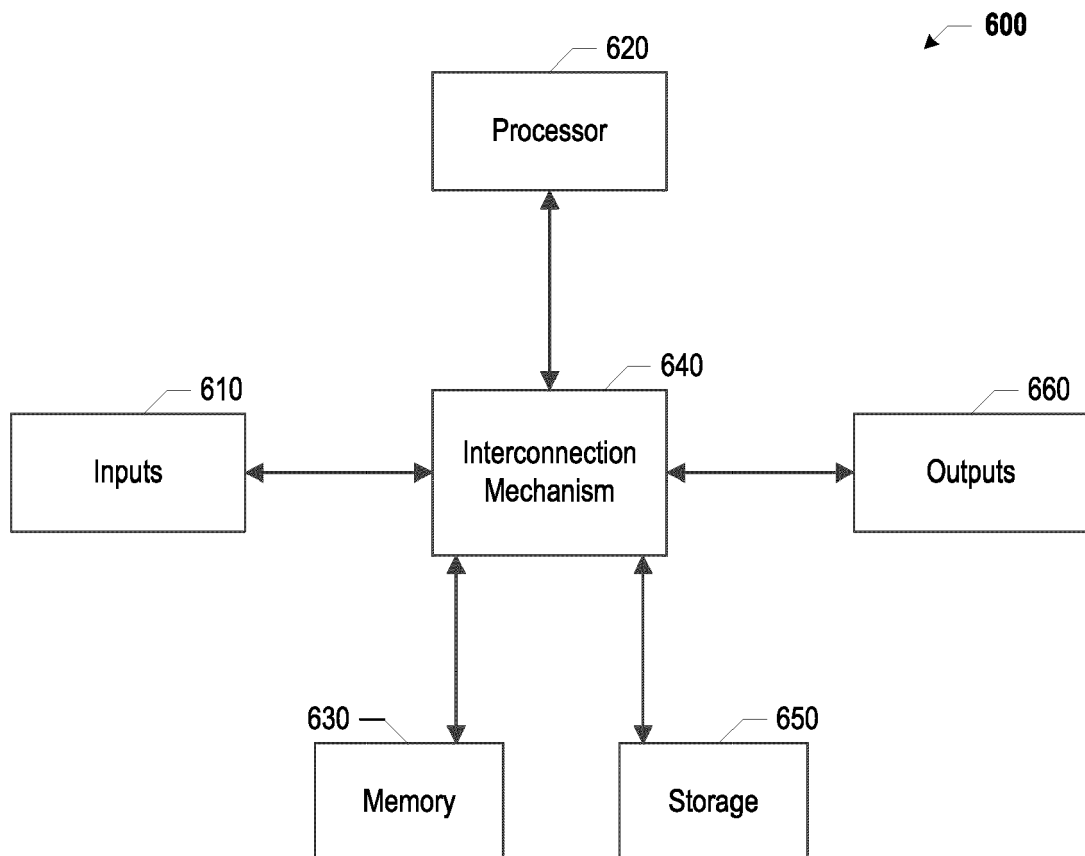 600
620
Processor
640
610
660
Interconnection
Mechanism
Inputs
Outputs
630
650
Memory
Storage